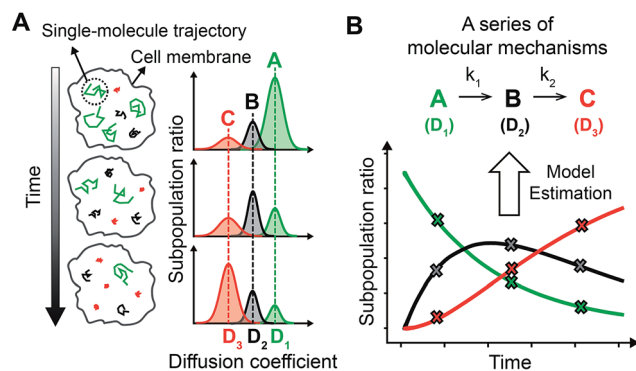 A
Single-molecule trajectory
Cell membrane
Time
Subpopulation ratio
C
B
A
D₃ D₂ D₁
Diffusion coefficient
B
A series of
molecular mechanisms
k₁ k₂
A B C
(D₁) (D₂) (D₃)
Model
Estimation
Subpopulation ratio
Time